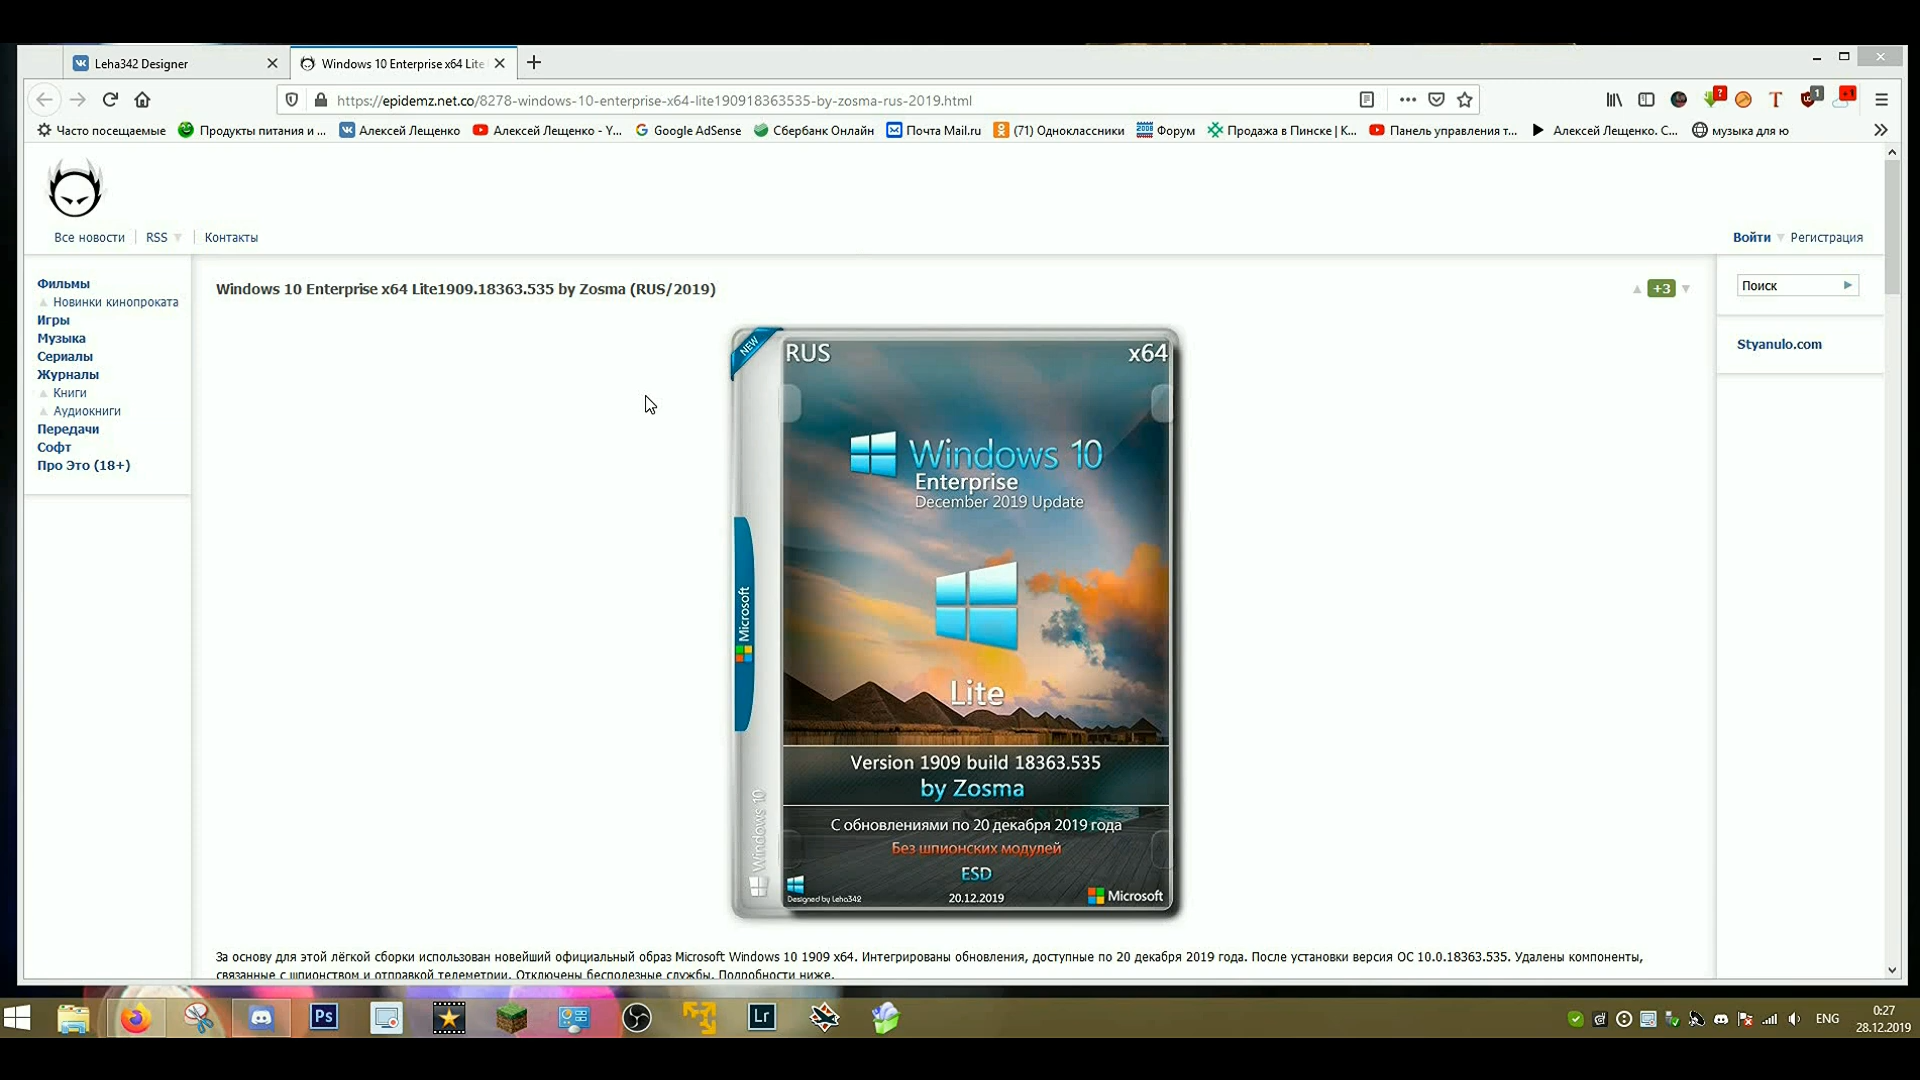 Leha342 Designer
Windows 10 Enterprise x64 Lite
https://epidemz.net.co/8278-windows-10-enterprise-x64-lite190918363535-by-zosma-rus-2019.html
Часто посещаемые
Продукты питания и ...
Алексей Лещенко
Алексей Лещенко - Y...
Google AdSense
Сбербанк Онлайн
Почта Mail.ru
(71) Одноклассники
Форум
Продажа в Пинске | К...
Панель управления т...
Алексей Лещенко. С...
музыка для ю
Все новости
RSS
Контакты
Войти
Регистрация
Фильмы
Новинки кинопроката
Игры
Музыка
Сериалы
Журналы
Книги
Аудиокниги
Передачи
Софт
Про Это (18+)
Windows 10 Enterprise x64 Lite1909.18363.535 by Zosma (RUS/2019)
+3
Поиск
Styanulo.com
NEW
RUS
x64
Windows 10
Enterprise
December 2019 Update
Microsoft
Lite
Version 1909 build 18363.535
by Zosma
Windows 10
С обновлениями по 20 декабря 2019 года
Без шпионских модулей
ESD
Designed by Leha342
20.12.2019
Microsoft
За основу для этой лёгкой сборки использован новейший официальный образ Microsoft Windows 10 1909 x64. Интегрированы обновления, доступные по 20 декабря 2019 года. После установки версия ОС 10.0.18363.535. Удалены компоненты,
связанные с шпионством и отправкой телеметрии. Отключены бесполезные службы. Подробности ниже.
Ps
Lr
ENG
0:27
28.12.2019